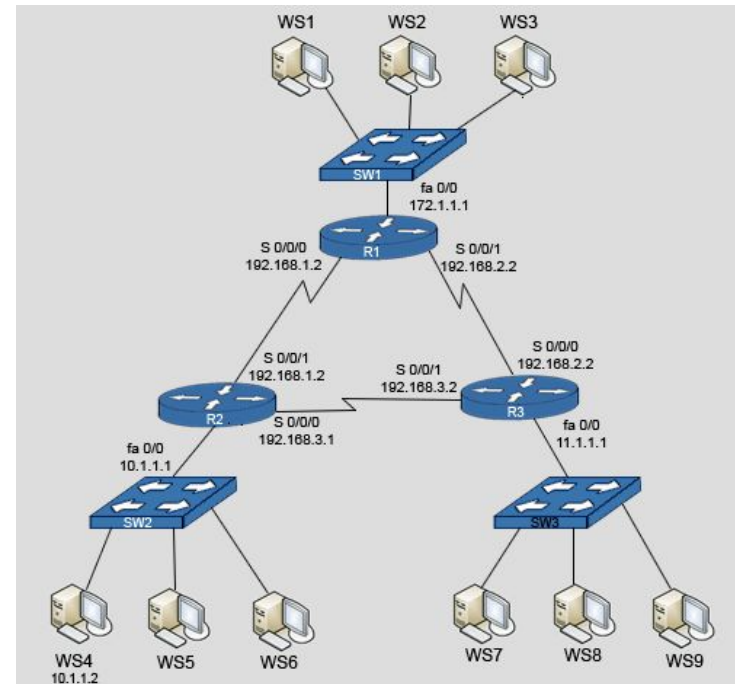 WS1 WS2 WS3
SW1
fa 0/0
172.1.1.1
R1
S 0/0/0
192.168.1.2
S 0/0/1
192.168.2.2
S 0/0/1
192.168.1.2
S 0/0/0
192.168.2.2
S 0/0/1
192.168.3.2
R2
R3
S 0/0/0
192.168.3.1
fa 0/0
10.1.1.1
fa 0/0
11.1.1.1
SW2
SW3
WS4 WS5 WS6
10.1.1.2
WS7 WS8 WS9